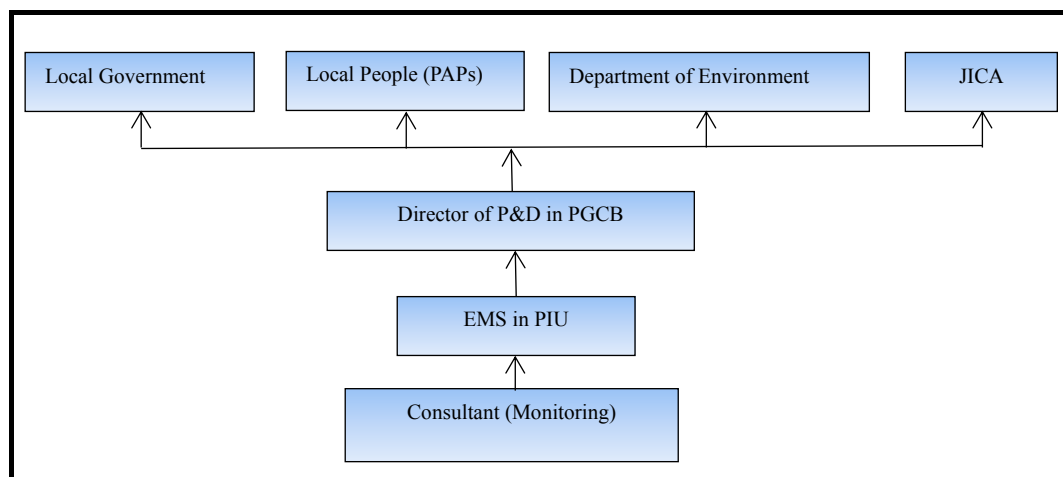 Local Government
Local People (PAPs)
Department of Environment
JICA
Director of P&D in PGCB
EMS in PIU
Consultant (Monitoring)